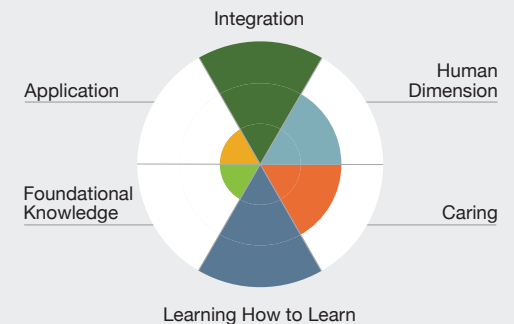 Integration
Application
Human
Dimension
Foundational
Knowledge
Caring
Learning How to Learn